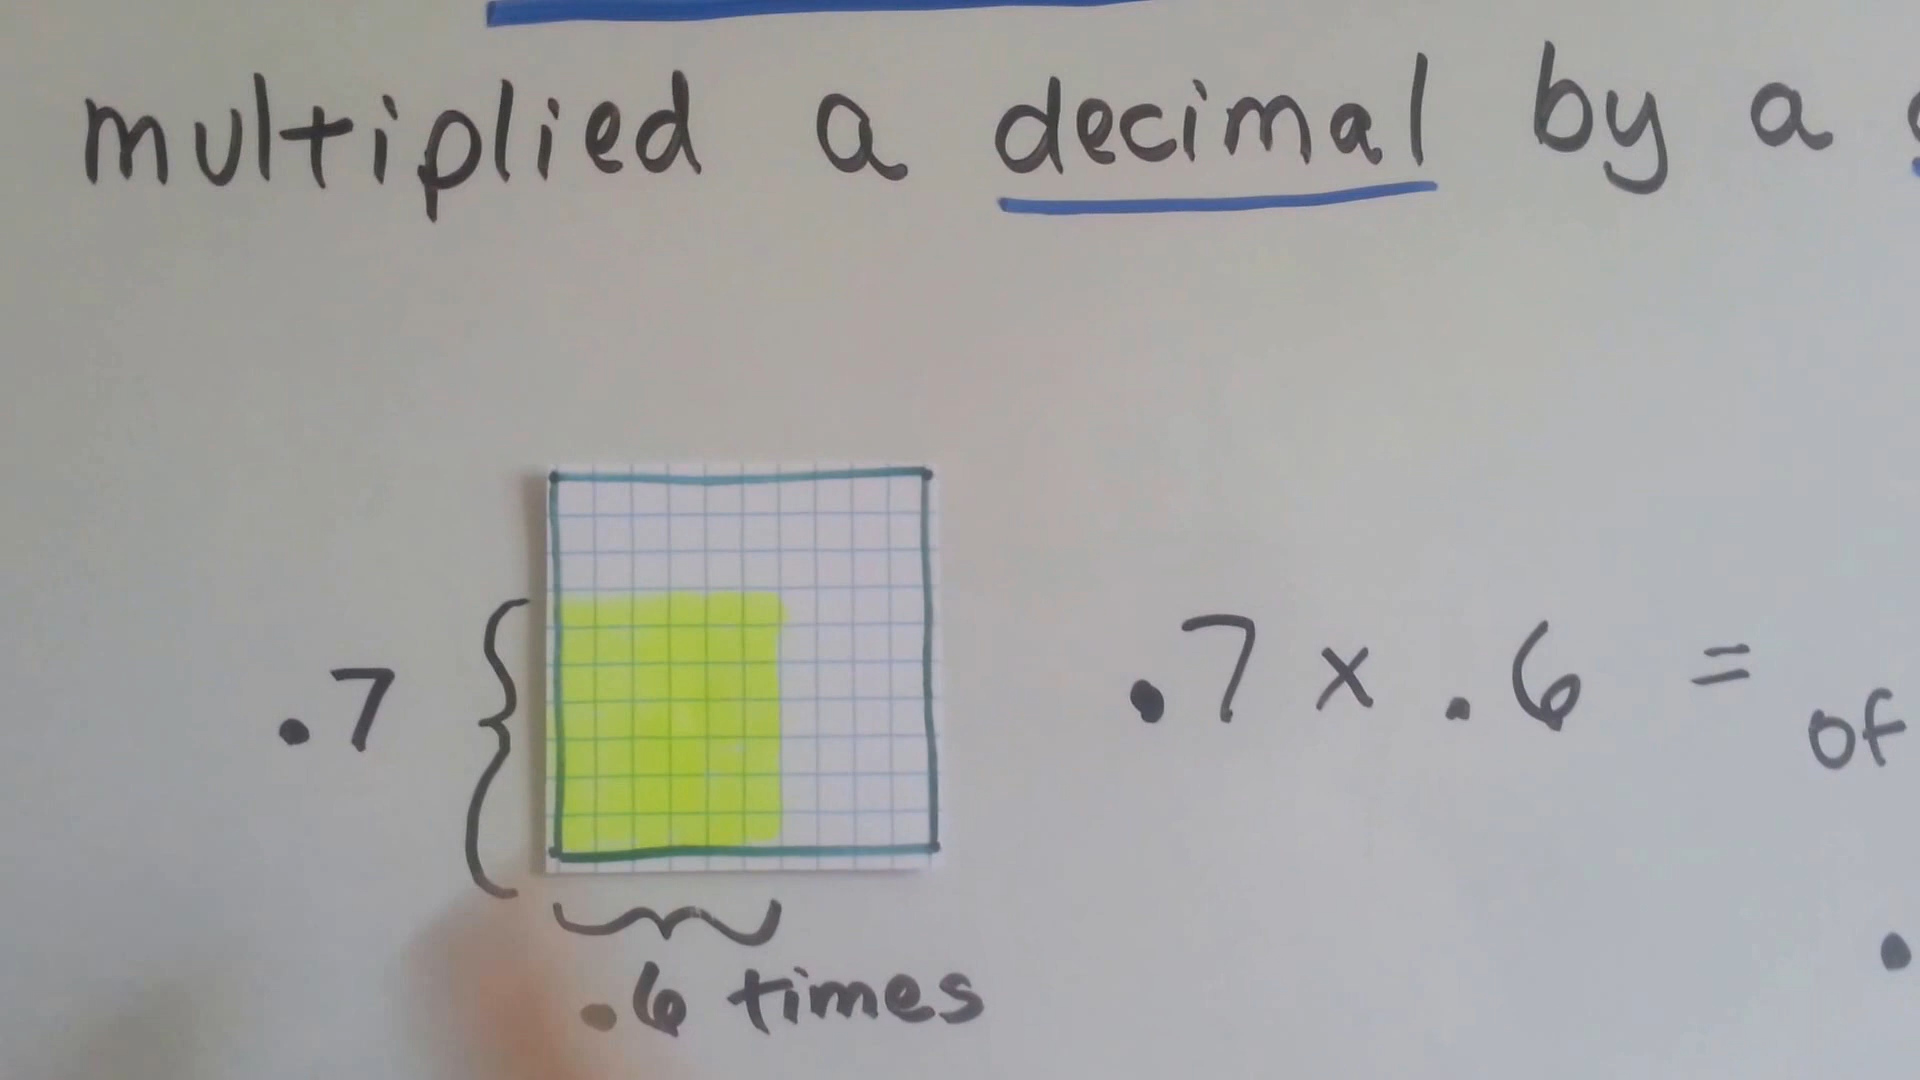 multiplied a decimal by a
.7
.7 x .6 =
of
.6 times